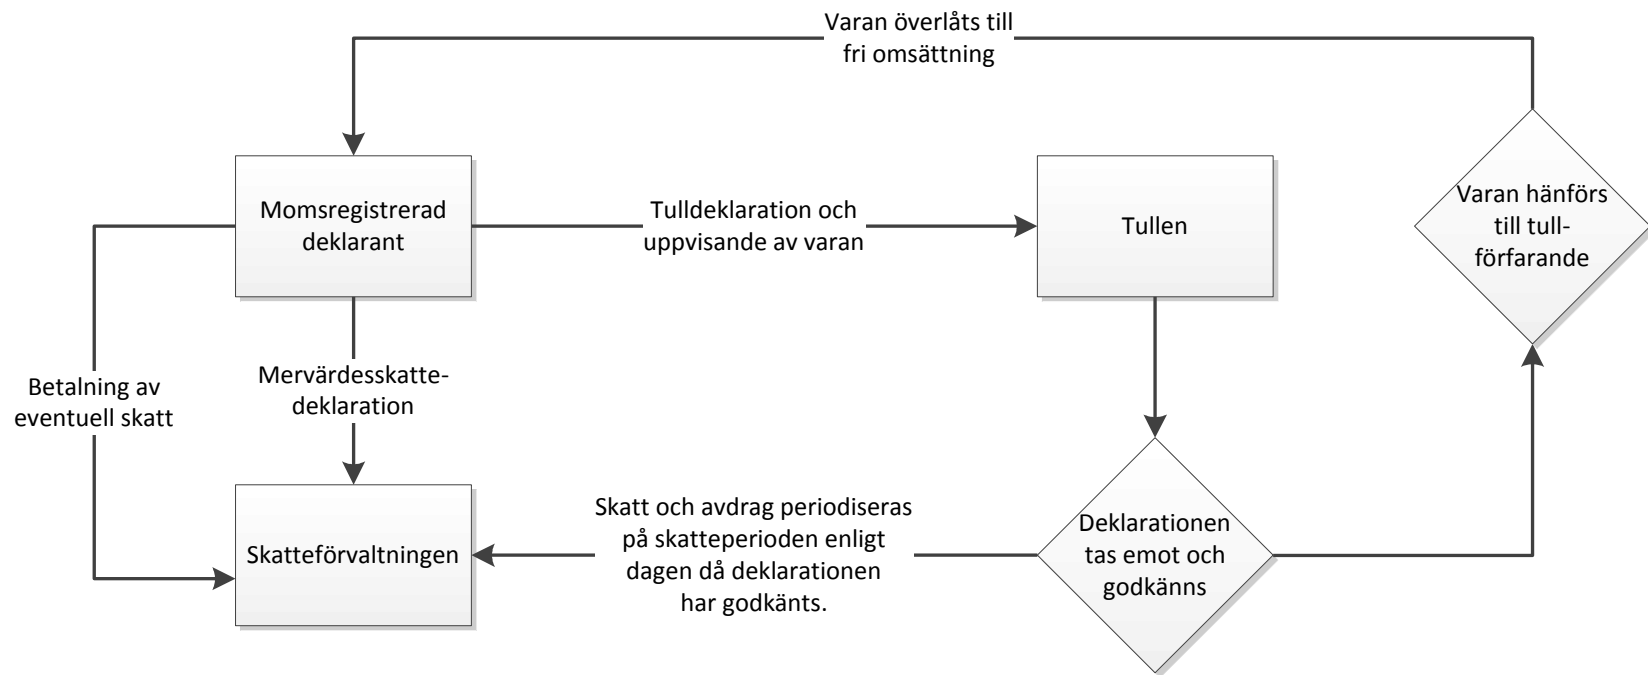 Varan överlåts till
fri omsättning
Momsregistrerad
deklarant
Tulldeklaration och
uppvisande av varan
Tullen
Varan hänförs
till tull-
förfarande
Betalning av
eventuell skatt
Mervärdesskatte-
deklaration
Skatteförvaltningen
Skatt och avdrag periodiseras
på skatteperioden enligt
dagen då deklarationen
har godkänts.
Deklarationen
tas emot och
godkänns